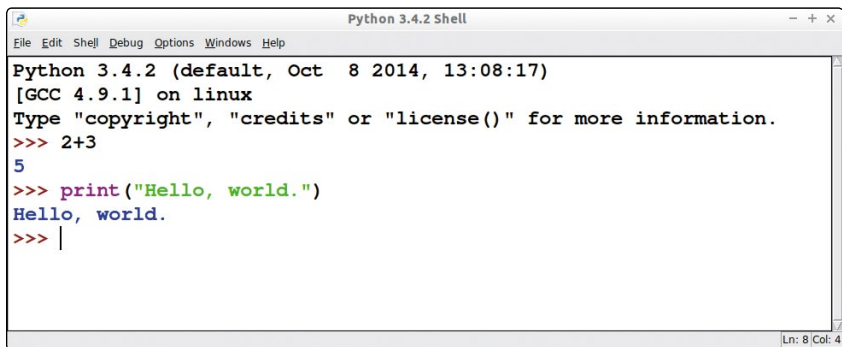 Python 3.4.2 Shell
File Edit Shell Debug Options Windows Help
Python 3.4.2 (default, Oct  8 2014, 13:08:17)
[GCC 4.9.1] on linux
Type "copyright", "credits" or "license()" for more information.
>>> 2+3
5
>>> print("Hello, world.")
Hello, world.
>>>
Ln: 8 Col: 4